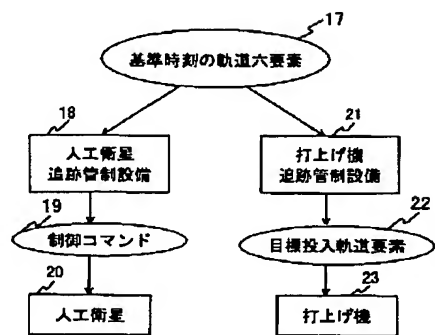 17
基準時刻の軌道六要素
18
人工衛星
追跡管制設備
21
打上げ機
追跡管制設備
19
制御コマンド
22
目標投入軌道要素
20
人工衛星
23
打上げ機